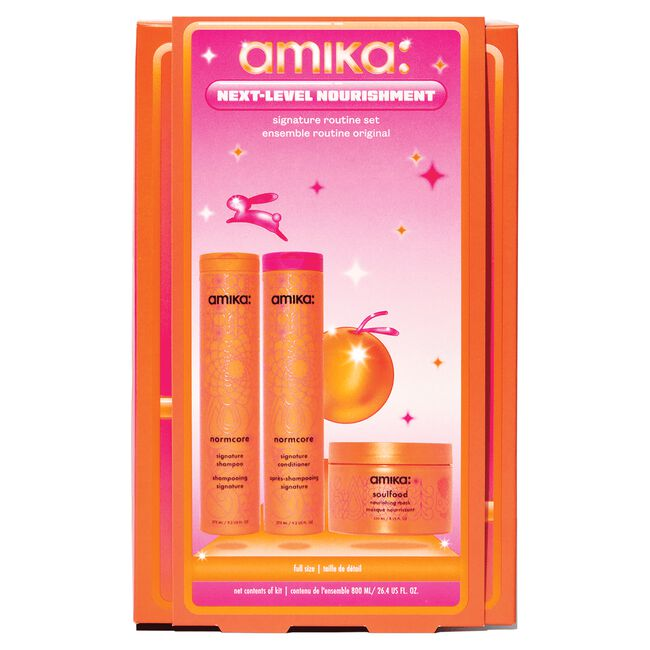 amika:
NEXT-LEVEL NOURISHMENT
signature routine set
ensemble routine original
amika:
normcore
signature
shampoo
shampooing
signature
amika:
normcore
signature
conditioner
après-shampooing
signature
amika:
soulfood
nourishing mask
masque nourrissant
full size | taille de détail
net contents of kit | contenu de l'ensemble 800 ML/ 26.4 US FL. OZ.